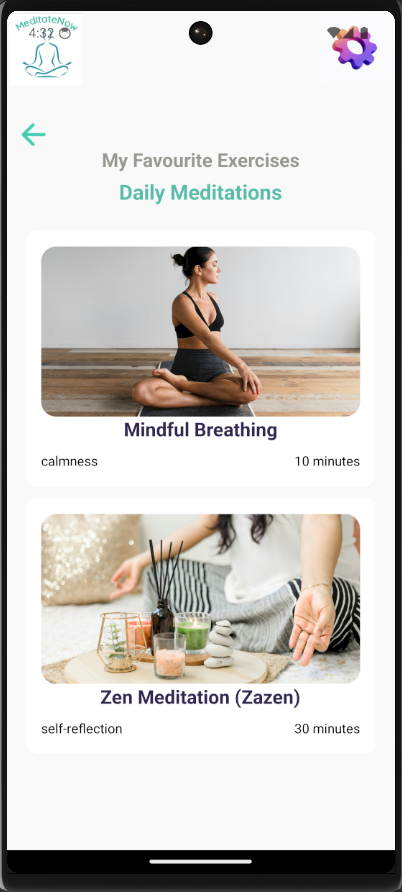 MeditateNow
4:32
My Favourite Exercises
Daily Meditations
Mindful Breathing
calmness 10 minutes
Zen Meditation (Zazen)
self-reflection 30 minutes